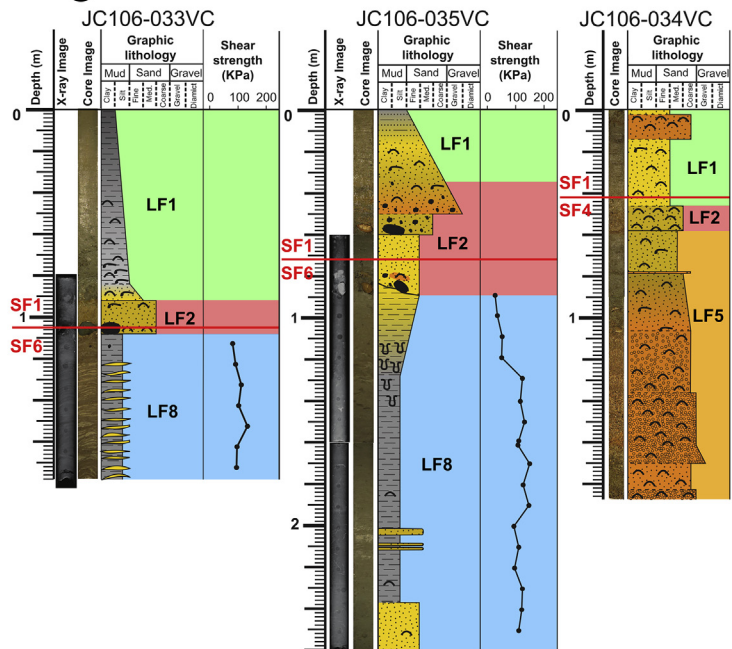 JC106-033VC
Depth (m)
X-ray Image
Core Image
Graphic
lithology
Mud Sand Gravel
Clay
Silt
Fine
Med.
Coarse
Gravel
Diamict
Shear
strength
(KPa)
0 100 200
0
1
LF1
LF2
LF8
SF1
SF6
JC106-035VC
Depth (m)
X-ray Image
Core Image
Graphic
lithology
Mud Sand Gravel
Clay
Silt
Fine
Med.
Coarse
Gravel
Diamict
Shear
strength
(KPa)
0 100 200
0
1
2
LF1
LF2
LF8
SF1
SF6
JC106-034VC
Depth (m)
Core Image
Graphic
lithology
Mud Sand Gravel
Clay
Silt
Fine
Med.
Coarse
Gravel
Diamict
0
1
LF1
LF2
LF5
SF1
SF4